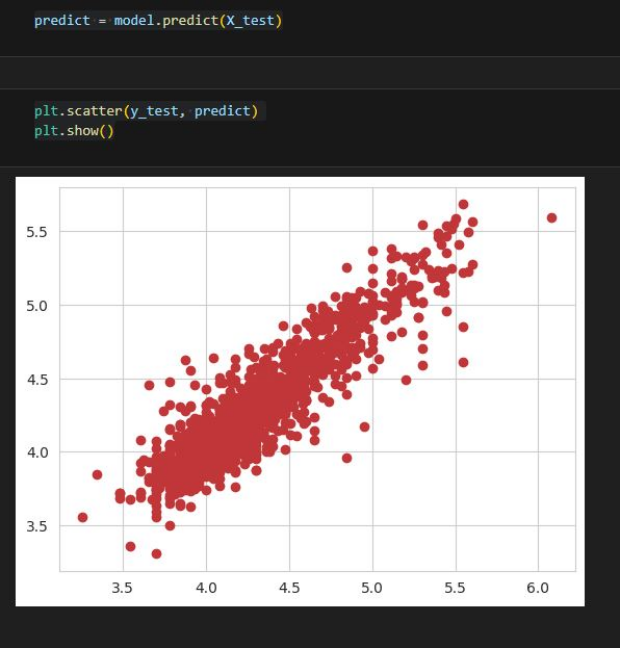 predict = model.predict(X_test)
plt.scatter(y_test, predict)
plt.show()
5.5
5.0
4.5
4.0
3.5
3.5 4.0 4.5 5.0 5.5 6.0